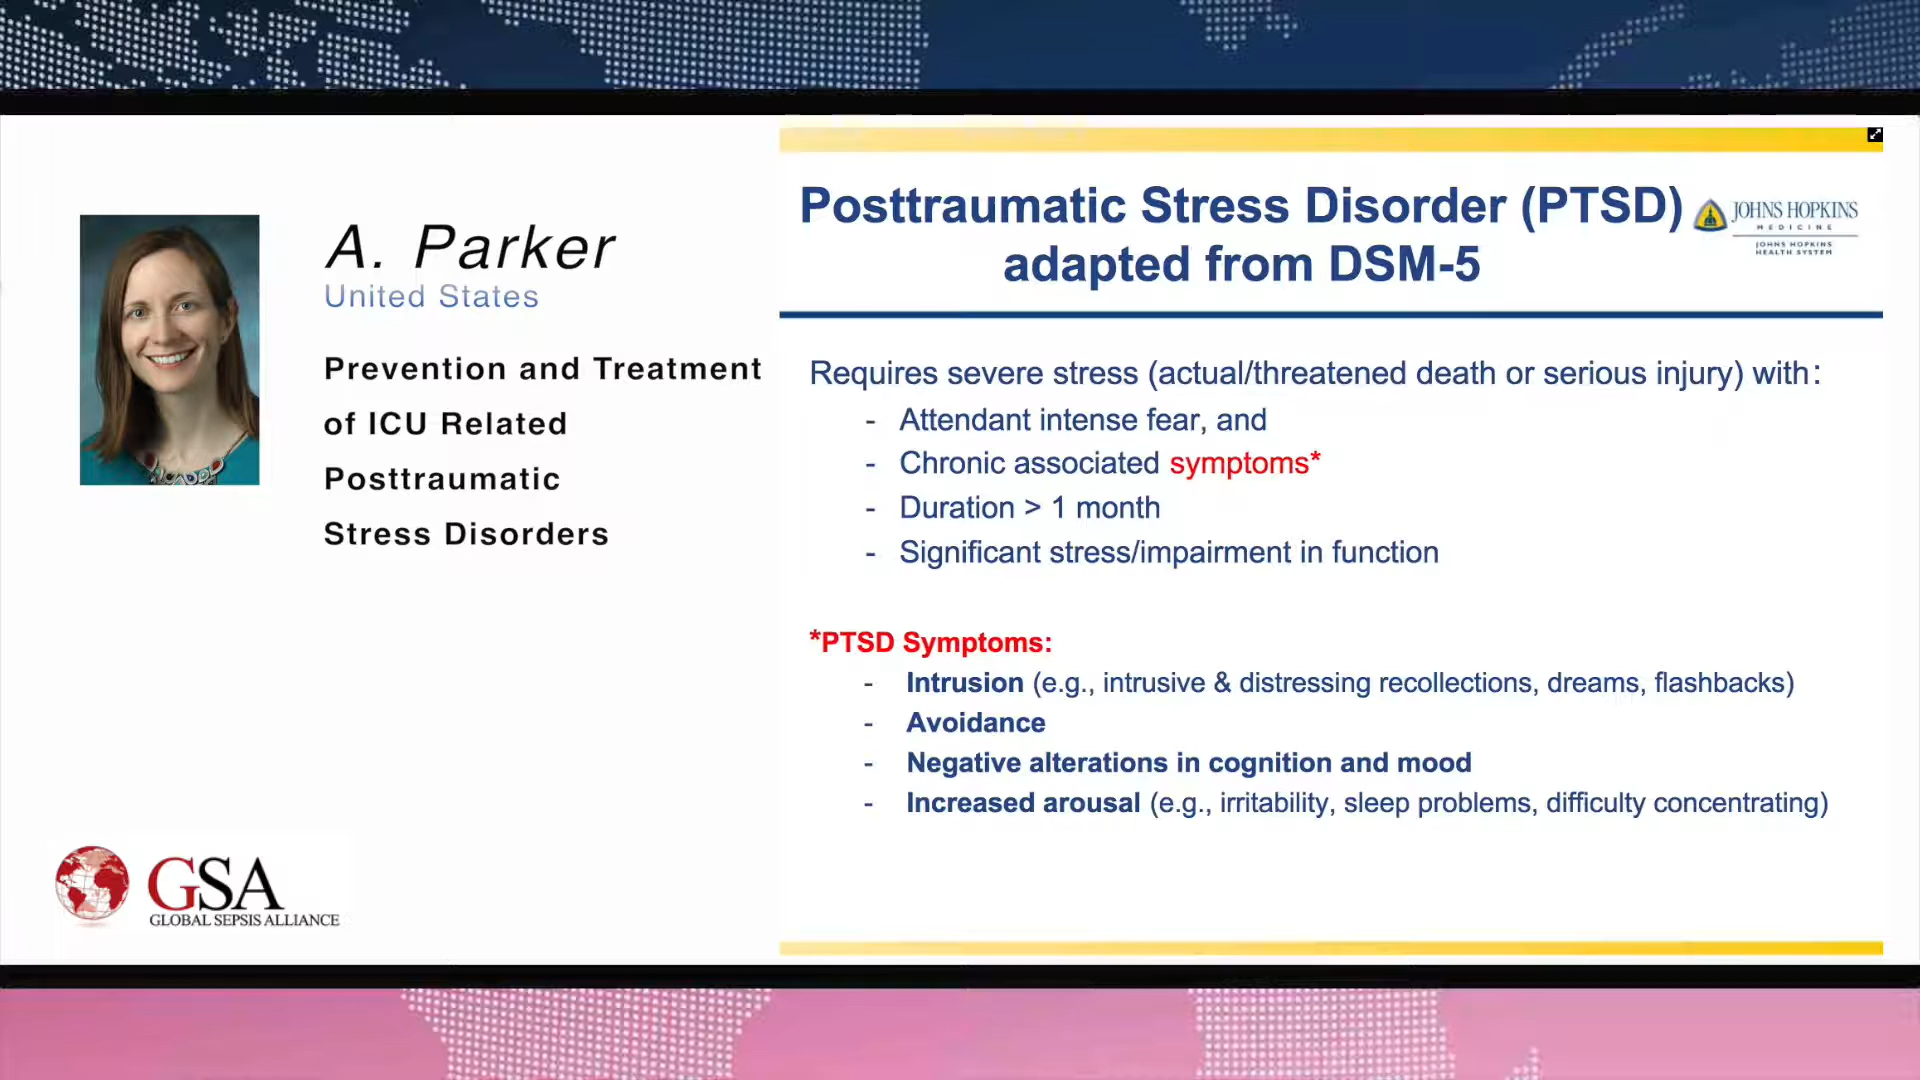 A. Parker
United States
Prevention and Treatment
of ICU Related
Posttraumatic
Stress Disorders
GSA
GLOBAL SEPSIS ALLIANCE
Posttraumatic Stress Disorder (PTSD)
adapted from DSM-5
JOHNS HOPKINS
MEDICINE
JOHNS HOPKINS
HEALTH SYSTEM
Requires severe stress (actual/threatened death or serious injury) with:
- Attendant intense fear, and
- Chronic associated symptoms*
- Duration > 1 month
- Significant stress/impairment in function
*PTSD Symptoms:
- Intrusion (e.g., intrusive & distressing recollections, dreams, flashbacks)
- Avoidance
- Negative alterations in cognition and mood
- Increased arousal (e.g., irritability, sleep problems, difficulty concentrating)